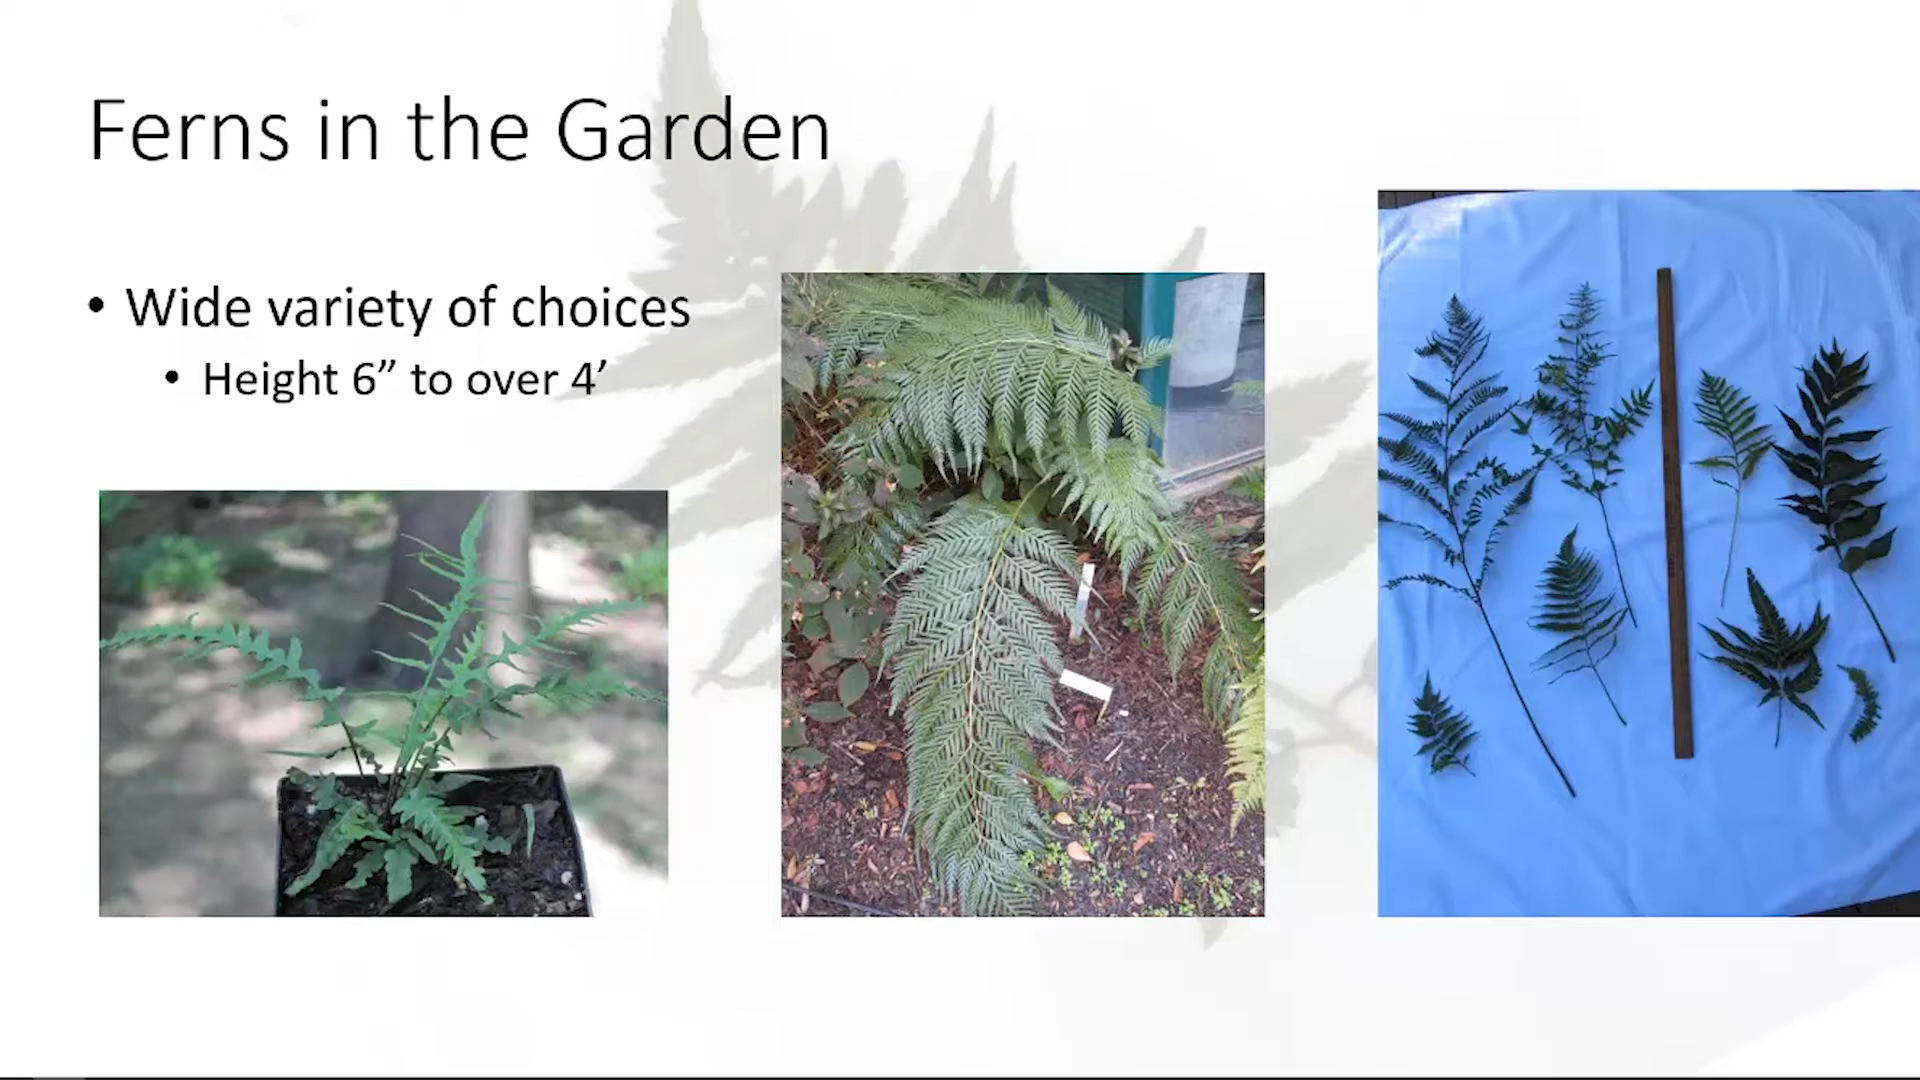 Ferns in the Garden
• Wide variety of choices
• Height 6” to over 4’